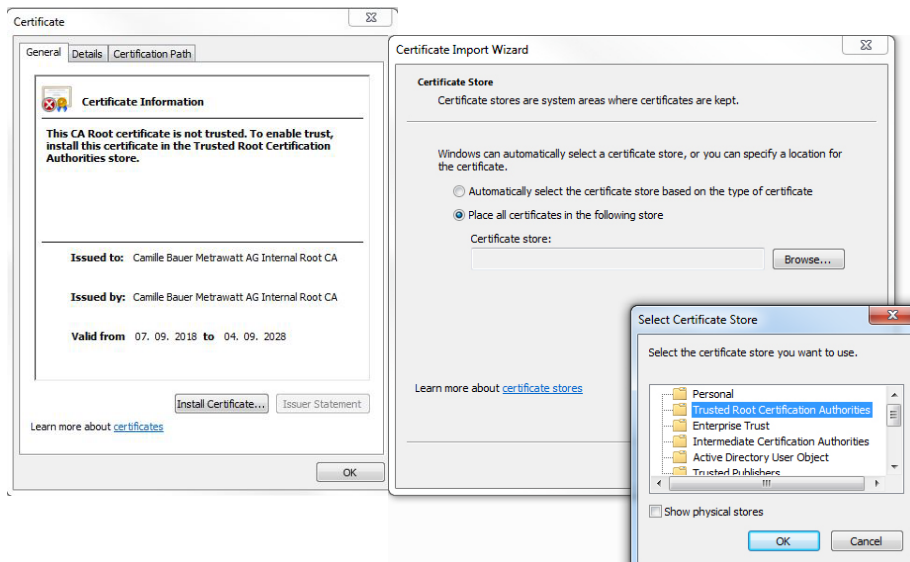 Certificate
General
Details
Certification Path
Certificate Information
This CA Root certificate is not trusted. To enable trust,
install this certificate in the Trusted Root Certification
Authorities store.
Issued to: Camille Bauer Metrawatt AG Internal Root CA
Issued by: Camille Bauer Metrawatt AG Internal Root CA
Valid from 07. 09. 2018 to 04. 09. 2028
Install Certificate...
Issuer Statement
Learn more about certificates
OK
Certificate Import Wizard
Certificate Store
Certificate stores are system areas where certificates are kept.
Windows can automatically select a certificate store, or you can specify a location for
the certificate.
Automatically select the certificate store based on the type of certificate
Place all certificates in the following store
Certificate store:
Browse...
Learn more about certificate stores
Select Certificate Store
Select the certificate store you want to use.
Personal
Trusted Root Certification Authorities
Enterprise Trust
Intermediate Certification Authorities
Active Directory User Object
Trusted Publishers
Show physical stores
OK
Cancel